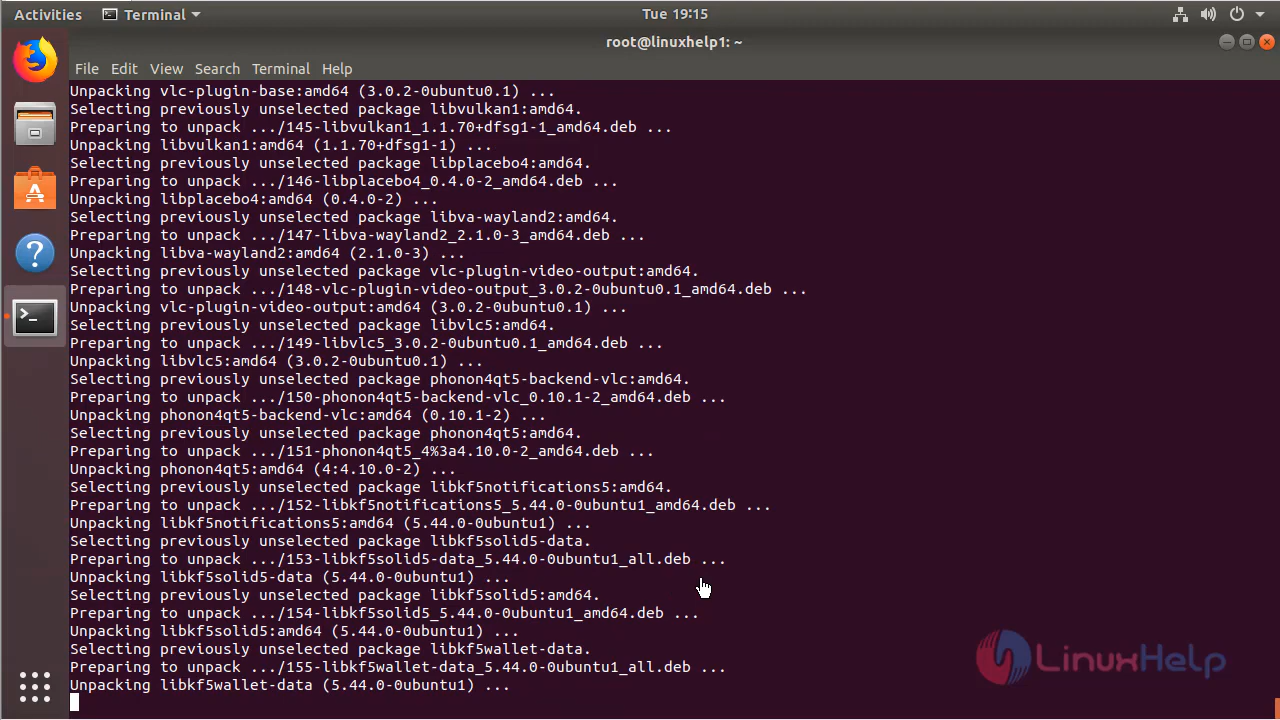 Activities Terminal Tue 19:15
root@linuxhelp1: ~
File Edit View Search Terminal Help
Unpacking vlc-plugin-base:amd64 (3.0.2-0ubuntu0.1) ...
Selecting previously unselected package libvulkan1:amd64.
Preparing to unpack .../145-libvulkan1_1.1.70+dfsg1-1_amd64.deb ...
Unpacking libvulkan1:amd64 (1.1.70+dfsg1-1) ...
Selecting previously unselected package libplacebo4:amd64.
Preparing to unpack .../146-libplacebo4_0.4.0-2_amd64.deb ...
Unpacking libplacebo4:amd64 (0.4.0-2) ...
Selecting previously unselected package libva-wayland2:amd64.
Preparing to unpack .../147-libva-wayland2_2.1.0-3_amd64.deb ...
Unpacking libva-wayland2:amd64 (2.1.0-3) ...
Selecting previously unselected package vlc-plugin-video-output:amd64.
Preparing to unpack .../148-vlc-plugin-video-output_3.0.2-0ubuntu0.1_amd64.deb ...
Unpacking vlc-plugin-video-output:amd64 (3.0.2-0ubuntu0.1) ...
Selecting previously unselected package libvlc5:amd64.
Preparing to unpack .../149-libvlc5_3.0.2-0ubuntu0.1_amd64.deb ...
Unpacking libvlc5:amd64 (3.0.2-0ubuntu0.1) ...
Selecting previously unselected package phonon4qt5-backend-vlc:amd64.
Preparing to unpack .../150-phonon4qt5-backend-vlc_0.10.1-2_amd64.deb ...
Unpacking phonon4qt5-backend-vlc:amd64 (0.10.1-2) ...
Selecting previously unselected package phonon4qt5:amd64.
Preparing to unpack .../151-phonon4qt5_4%3a4.10.0-2_amd64.deb ...
Unpacking phonon4qt5:amd64 (4:4.10.0-2) ...
Selecting previously unselected package libkf5notifications5:amd64.
Preparing to unpack .../152-libkf5notifications5_5.44.0-0ubuntu1_amd64.deb ...
Unpacking libkf5notifications5:amd64 (5.44.0-0ubuntu1) ...
Selecting previously unselected package libkf5solid5-data.
Preparing to unpack .../153-libkf5solid5-data_5.44.0-0ubuntu1_all.deb ...
Unpacking libkf5solid5-data (5.44.0-0ubuntu1) ...
Selecting previously unselected package libkf5solid5:amd64.
Preparing to unpack .../154-libkf5solid5_5.44.0-0ubuntu1_amd64.deb ...
Unpacking libkf5solid5:amd64 (5.44.0-0ubuntu1) ...
Selecting previously unselected package libkf5wallet-data.
Preparing to unpack .../155-libkf5wallet-data_5.44.0-0ubuntu1_all.deb ...
Unpacking libkf5wallet-data (5.44.0-0ubuntu1) ...
LinuxHelp